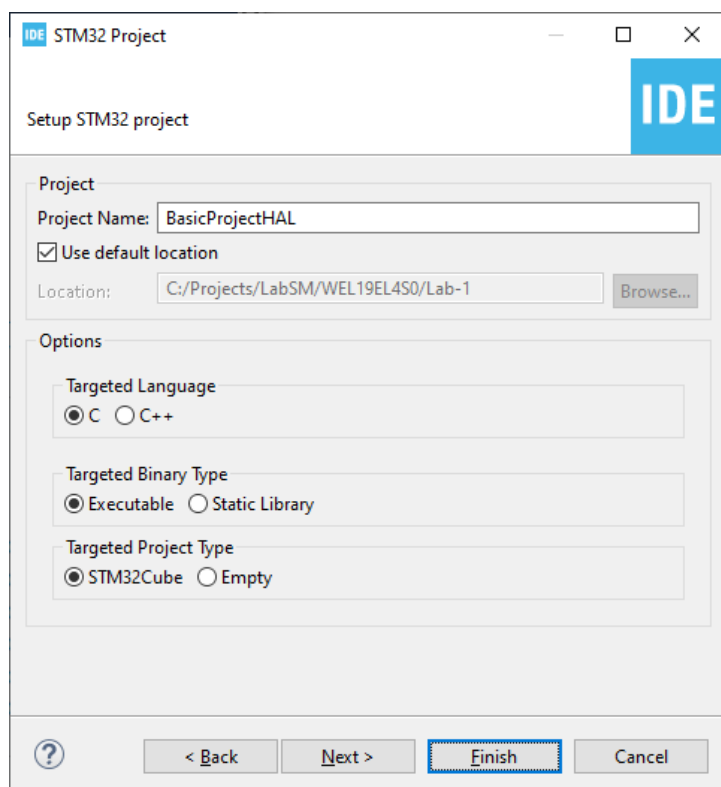 IDE STM32 Project
IDE
Setup STM32 project
Project
Project Name: BasicProjectHAL
Use default location
Location: C:/Projects/LabSM/WEL19EL4S0/Lab-1 Browse...
Options
Targeted Language
C C++
Targeted Binary Type
Executable Static Library
Targeted Project Type
STM32Cube Empty
? < Back Next > Finish Cancel